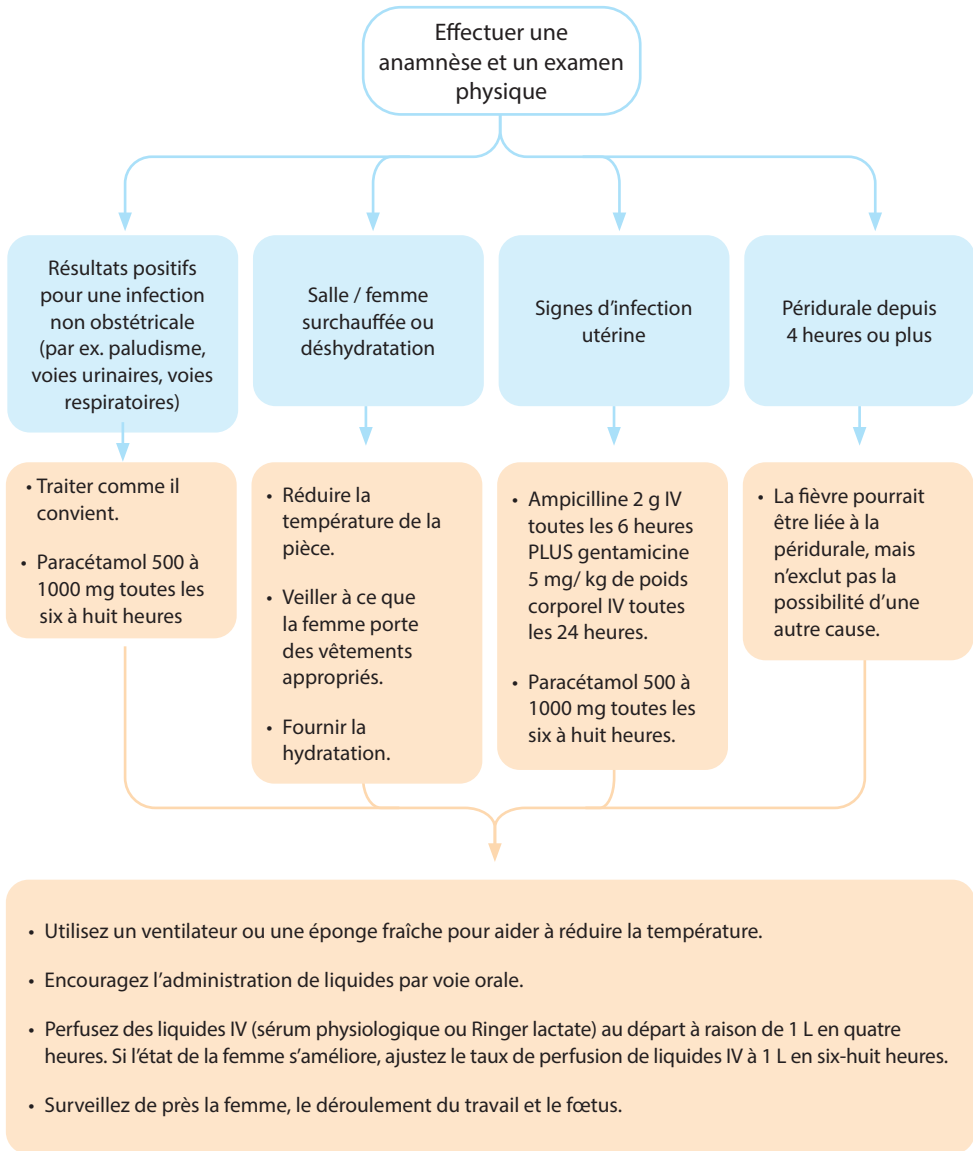 Effectuer une
anamnèse et un examen
physique
Résultats positifs
pour une infection
non obstétricale
(par ex. paludisme,
voies urinaires, voies
respiratoires)
Salle / femme
surchauffée ou
déshydratation
Signes d’infection
utérine
Péridurale depuis
4 heures ou plus
• Traiter comme il
convient.
• Paracétamol 500 à
1000 mg toutes les
six à huit heures
• Réduire la
température de la
pièce.
• Veiller à ce que
la femme porte
des vêtements
appropriés.
• Fournir la
hydratation.
• Ampicilline 2 g IV
toutes les 6 heures
PLUS gentamicine
5 mg/ kg de poids
corporel IV toutes
les 24 heures.
• Paracétamol 500 à
1000 mg toutes les
six à huit heures.
• La fièvre pourrait
être liée à la
péridurale, mais
n’exclut pas la
possibilité d’une
autre cause.
• Utilisez un ventilateur ou une éponge fraîche pour aider à réduire la température.
• Encouragez l’administration de liquides par voie orale.
• Perfusez des liquides IV (sérum physiologique ou Ringer lactate) au départ à raison de 1 L en quatre
heures. Si l’état de la femme s’améliore, ajustez le taux de perfusion de liquides IV à 1 L en six-huit heures.
• Surveillez de près la femme, le déroulement du travail et le fœtus.